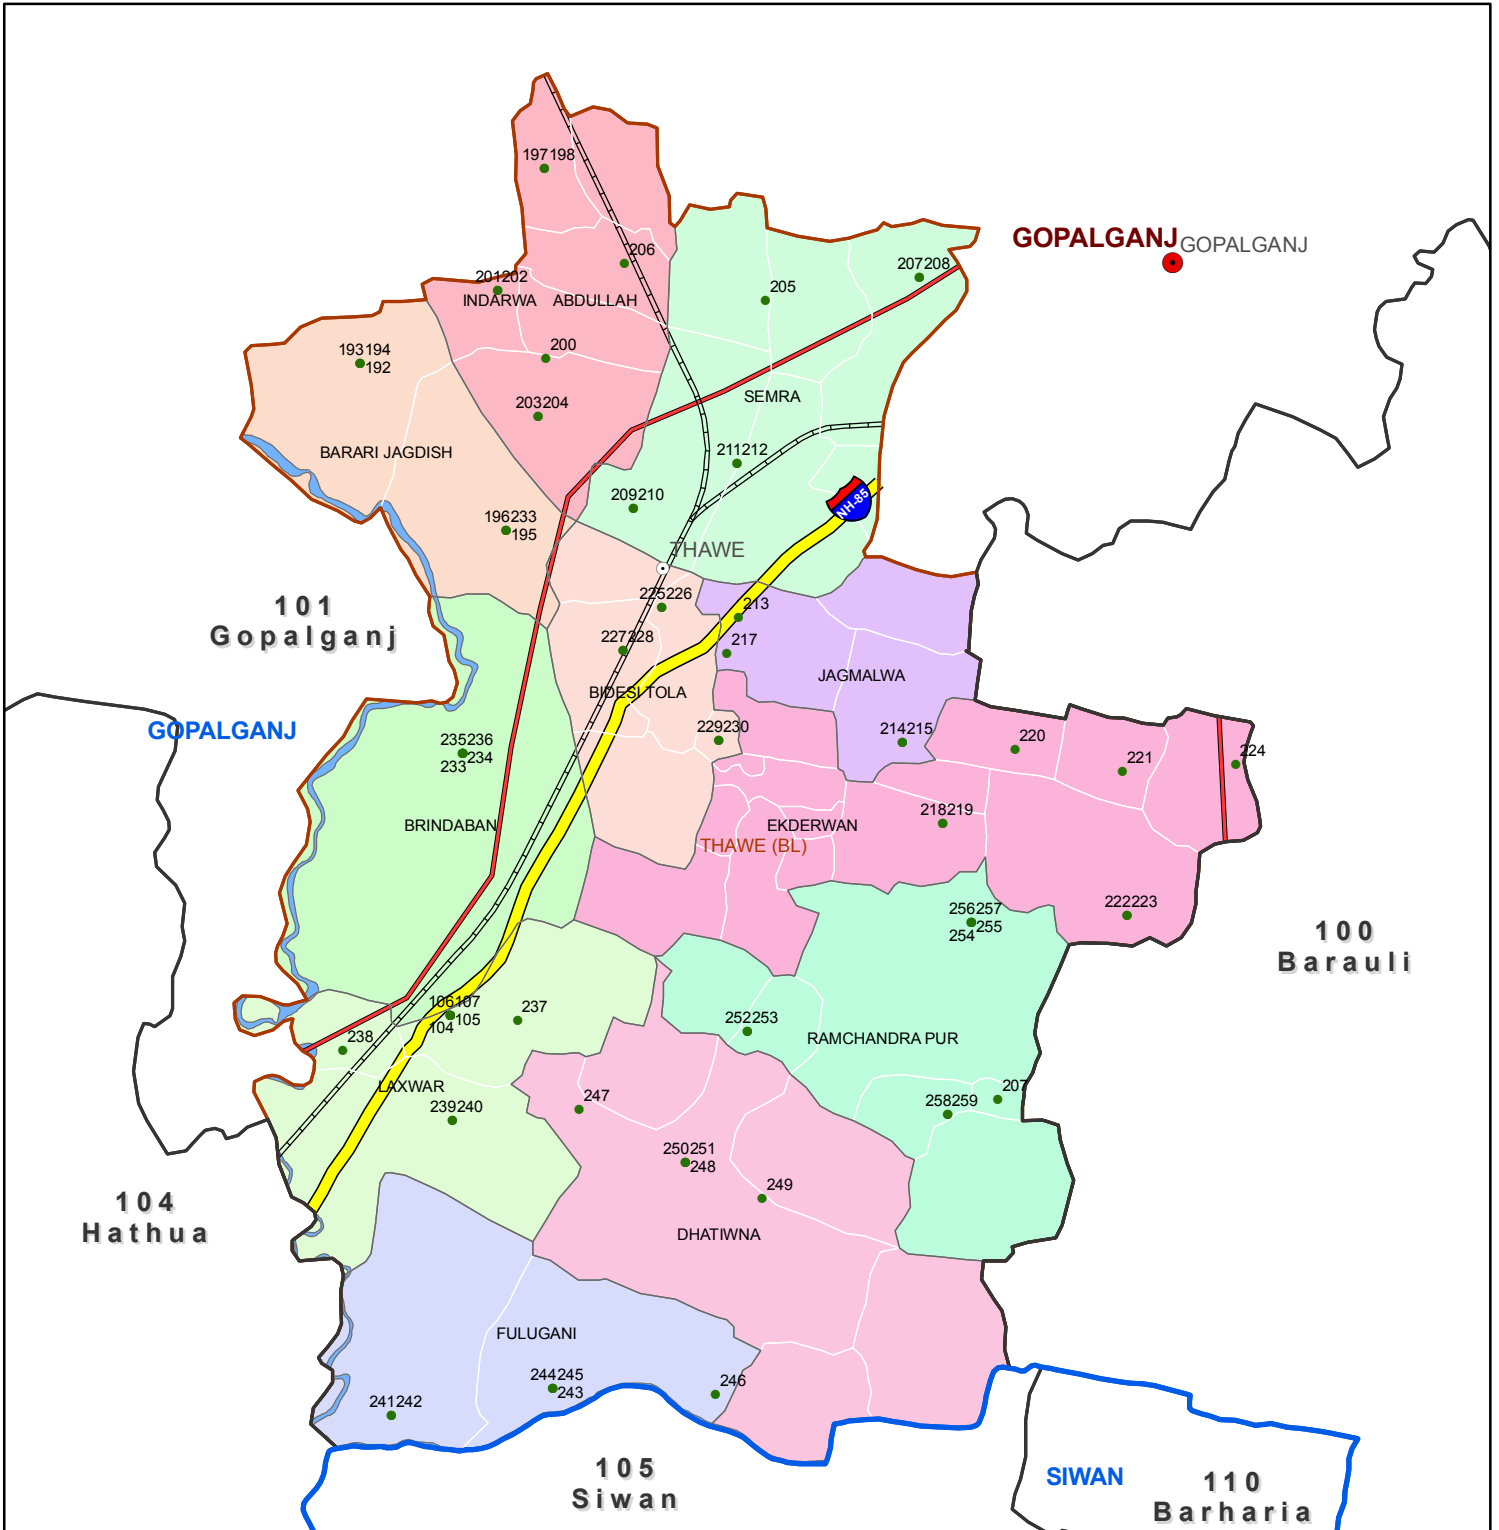 197198
206
GOPALGANJ
GOPALGANJ
207208
201202
INDARWA ABDULLAH
205
193194
192
200
203204
SEMRA
BARARI JAGDISH
211212
209210
NH-85
196233
195
THAWE
101
Gopalganj
225226
213
227228
217
JAGMALWA
BIDESI TOLA
GOPALGANJ
235236
234
233
229230
214215
220
221
224
BRINDABAN
EKDERWAN
218219
THAWE (BL)
256257
255
254
222223
100
Barauli
106107
105
104
237
238
252253
RAMCHANDRA PUR
LAXWAR
239240
247
207
258259
250251
248
249
104
Hathua
DHATIWNA
FULUGANI
244245
243
246
241242
105
Siwan
SIWAN
110
Barharia